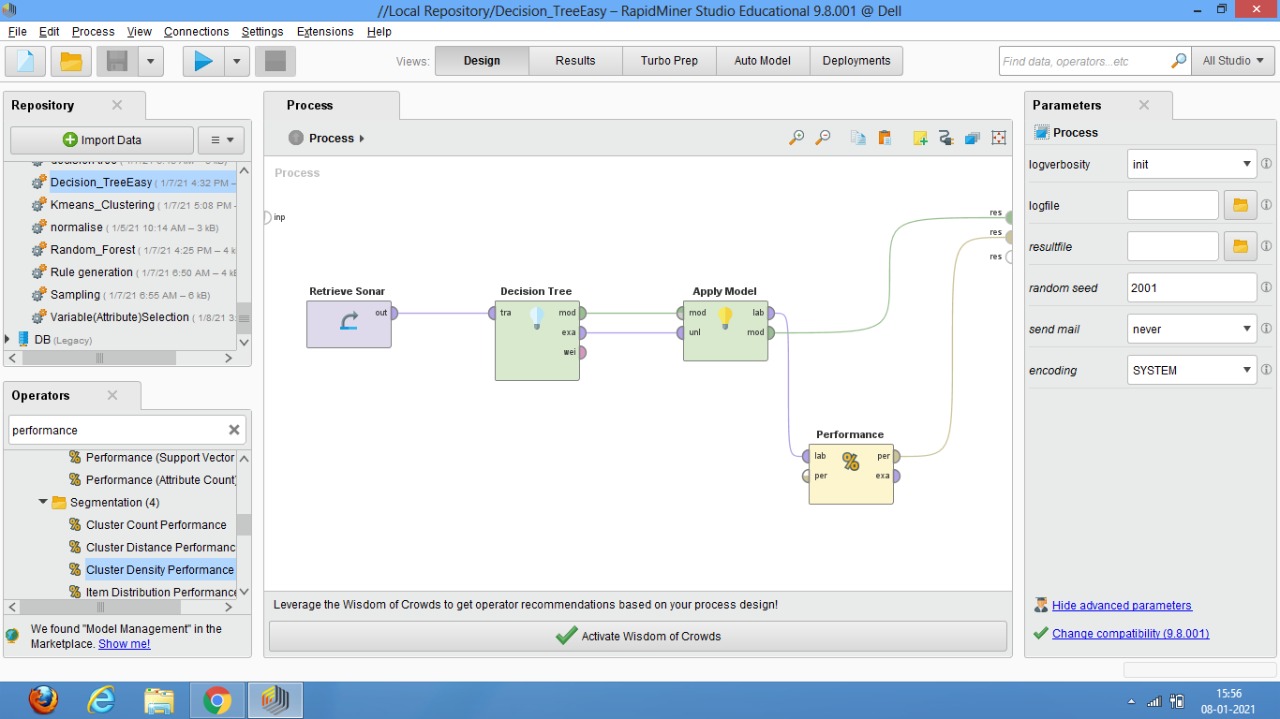 //Local Repository/Decision_TreeEasy – RapidMiner Studio Educational 9.8.001 @ Dell
File Edit Process View Connections Settings Extensions Help
Views: Design Results Turbo Prep Auto Model Deployments
Find data, operators...etc
All Studio
Repository
Import Data
Decision_TreeEasy ( 1/7/21 4:32 PM –
Kmeans_Clustering ( 1/7/21 5:08 PM -
normalise ( 1/6/21 10:14 AM – 3 kB)
Random_Forest ( 1/7/21 4:25 PM – 4 k
Rule generation ( 1/7/21 6:50 AM – 4 kB
Sampling ( 1/7/21 6:55 AM – 6 kB)
Variable(Attribute)Selection ( 1/8/21 3:
DB (Legacy)
Operators
performance
Performance (Support Vector
Performance (Attribute Count)
Segmentation (4)
Cluster Count Performance
Cluster Distance Performanc
Cluster Density Performance
Item Distribution Performance
We found "Model Management" in the
Marketplace. Show me!
Process
Process
Process
inp
res
res
res
Retrieve Sonar
out
Decision Tree
tra mod
exa
wei
Apply Model
mod lab
unl mod
Performance
lab per
per exa
Leverage the Wisdom of Crowds to get operator recommendations based on your process design!
Activate Wisdom of Crowds
Parameters
Process
logverbosity init
logfile
resultfile
random seed 2001
send mail never
encoding SYSTEM
Hide advanced parameters
Change compatibility (9.8.001)
15:56
08-01-2021